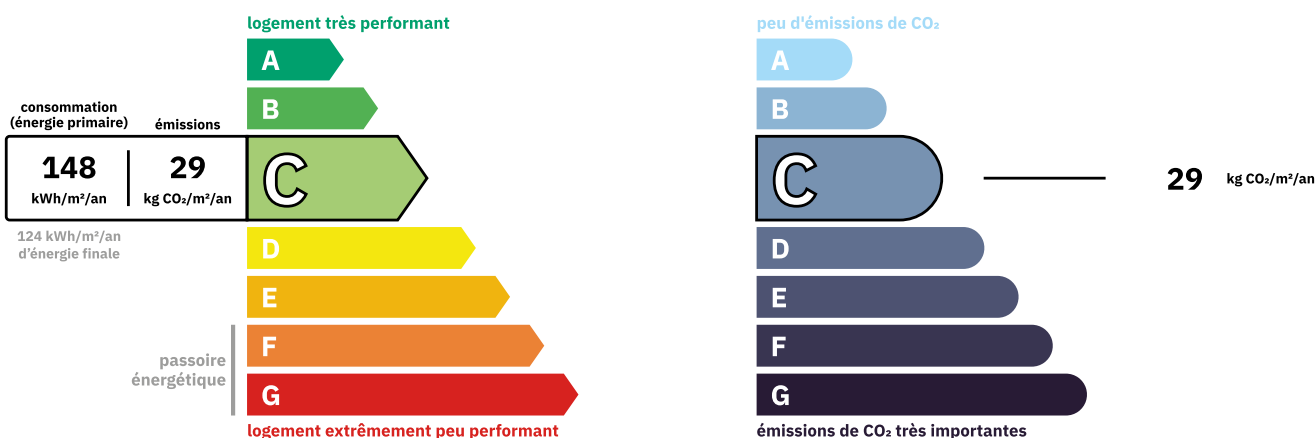 logement très performant
A
B
consommation
(énergie primaire)
émissions
148
kWh/m²/an
29
kg CO₂/m²/an
C
124 kWh/m²/an
d'énergie finale
D
E
F
passoire
énergétique
G
logement extrêmement peu performant
peu d'émissions de CO₂
A
B
C
29 kg CO₂/m²/an
D
E
F
G
émissions de CO₂ très importantes